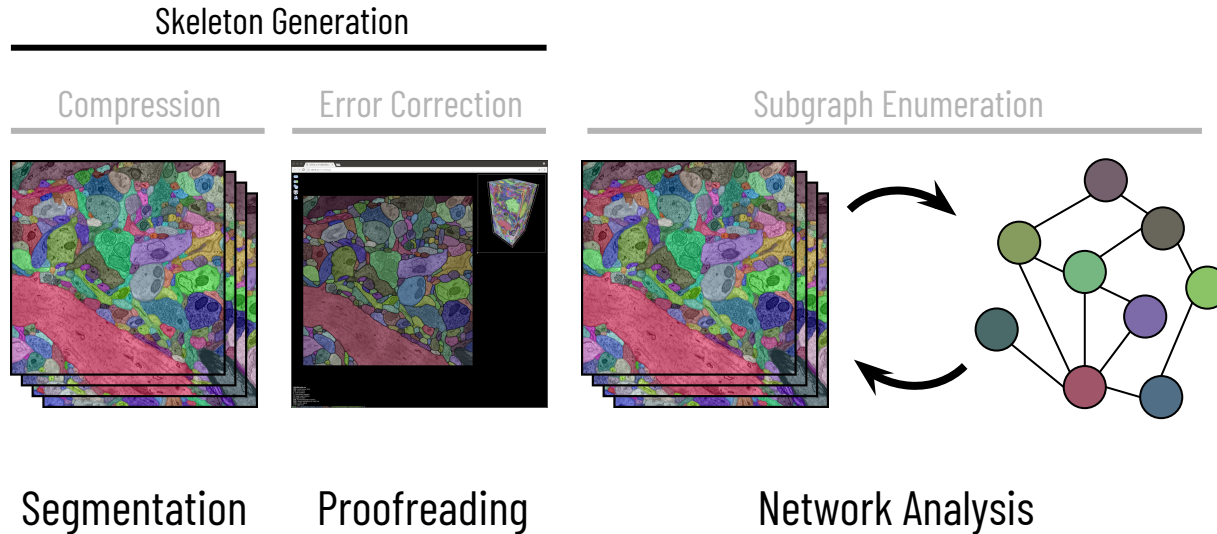 Skeleton Generation
Compression
Error Correction
Subgraph Enumeration
Segmentation
Proofreading
Network Analysis